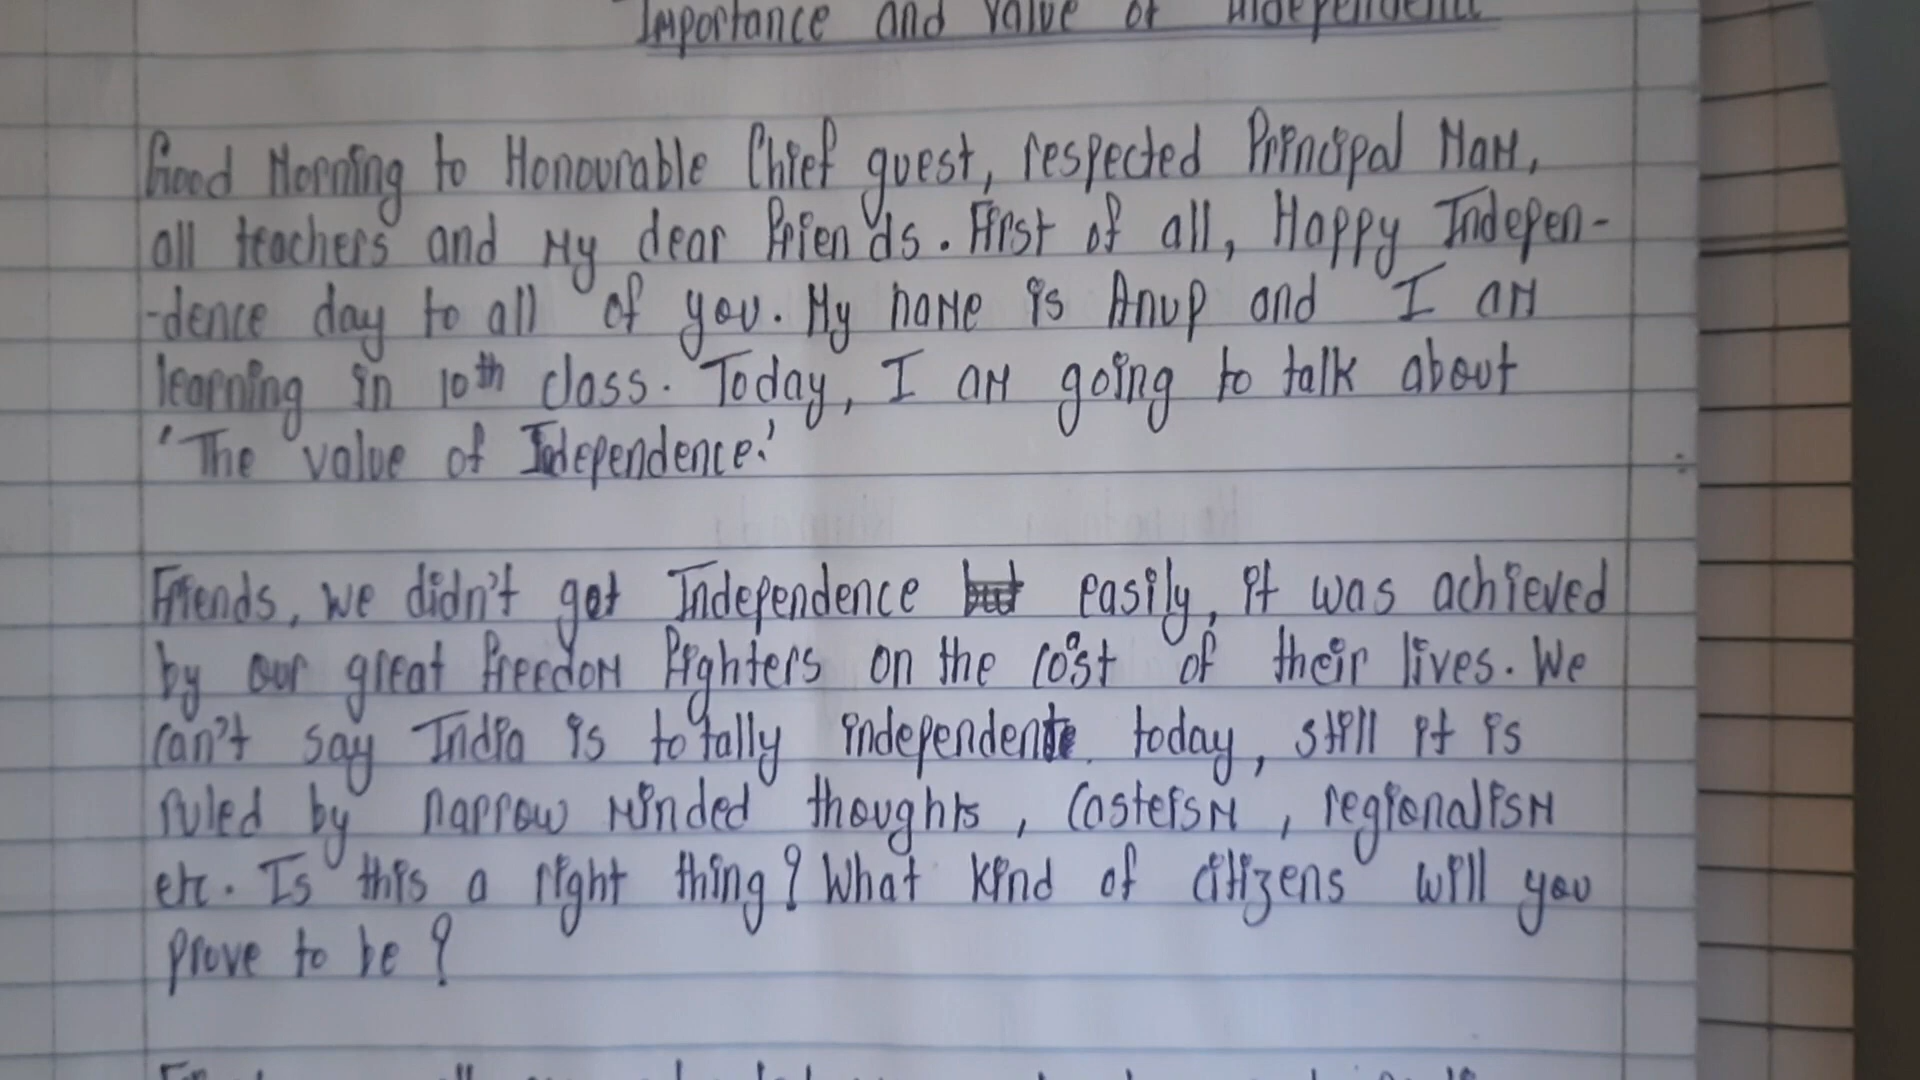 Importance and value of Independence
Good Morning to Honourable Chief guest, respected Principal Mam,
all teachers and My dear friends. First of all, Happy Indepen-
-dence day to all of you. My name is Anup and I am
learning in 10th class. Today, I am going to talk about
'The value of Independence.'
Friends, we didn't get Independence easily, it was achieved
by our great freedom fighters on the cost of their lives. We
can't say India is totally independent today, still it is
ruled by narrow minded thoughts, Casteism, regionalism
etc. Is this a right thing? What kind of citizens will you
prove to be?